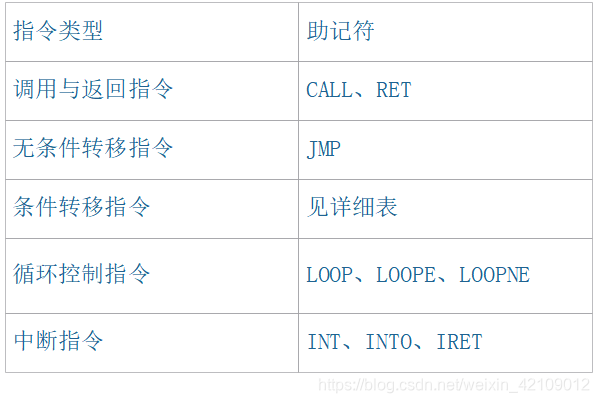 指令类型 助记符
调用与返回指令 CALL、RET
无条件转移指令 JMP
条件转移指令 见详细表
循环控制指令 LOOP、LOOPE、LOOPNE
中断指令 INT、INTO、IRET
https://blog.csdn.net/weixin_42109012